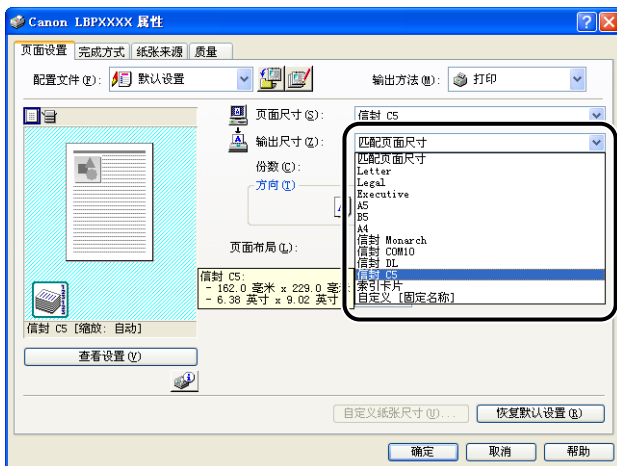 Canon LBPXXXX 属性
页面设置 完成方式 纸张来源 质量
配置文件(F): 默认设置 输出方法(M): 打印
页面尺寸(S): 信封 C5
输出尺寸(Z): 匹配页面尺寸
匹配页面尺寸
Letter
Legal
Executive
A5
B5
A4
信封 Monarch
信封 COM10
信封 DL
信封 C5
索引卡片
自定义 [固定名称]
份数(C):
方向(T)
A
页面布局(L):
信封 C5:
- 162.0 毫米 x 229.0 毫
- 6.38 英寸 x 9.02 英寸
信封 C5 [缩放: 自动]
查看设置(V)
自定义纸张尺寸(U)... 恢复默认设置(R)
确定 取消 帮助